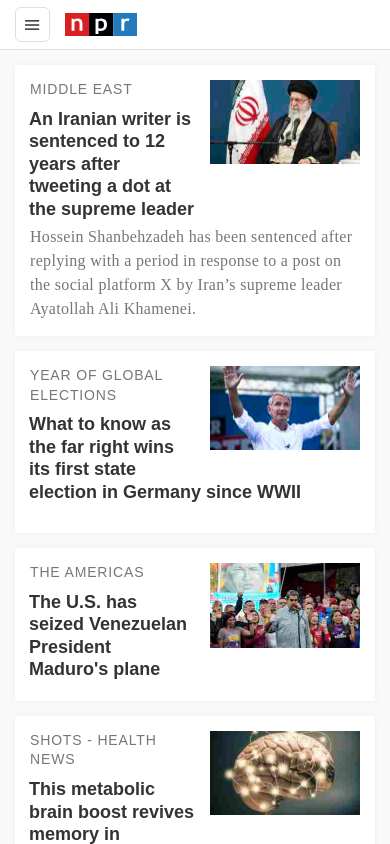 npr
MIDDLE EAST
An Iranian writer is
sentenced to 12
years after
tweeting a dot at
the supreme leader
Hossein Shanbehzadeh has been sentenced after
replying with a period in response to a post on
the social platform X by Iran’s supreme leader
Ayatollah Ali Khamenei.
YEAR OF GLOBAL
ELECTIONS
What to know as
the far right wins
its first state
election in Germany since WWII
THE AMERICAS
The U.S. has
seized Venezuelan
President
Maduro's plane
SHOTS - HEALTH
NEWS
This metabolic
brain boost revives
memory in